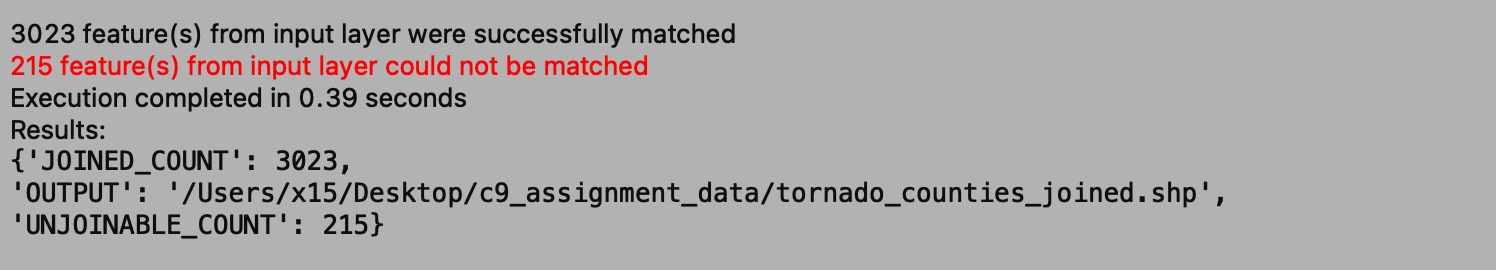 3023 feature(s) from input layer were successfully matched
215 feature(s) from input layer could not be matched
Execution completed in 0.39 seconds
Results:
{'JOINED_COUNT': 3023,
'OUTPUT': '/Users/x15/Desktop/c9_assignment_data/tornado_counties_joined.shp',
'UNJOINABLE_COUNT': 215}